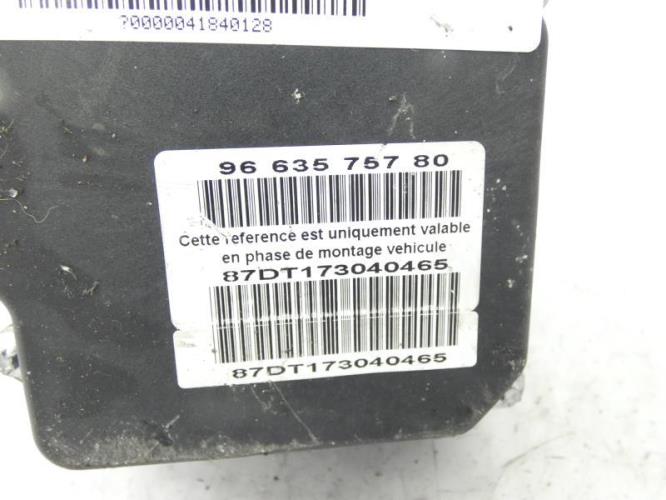 ?0000041840128
96 635 757 80
Cette reference est uniquement valable
en phase de montage vehicule
87DT173040465
87DT173040465